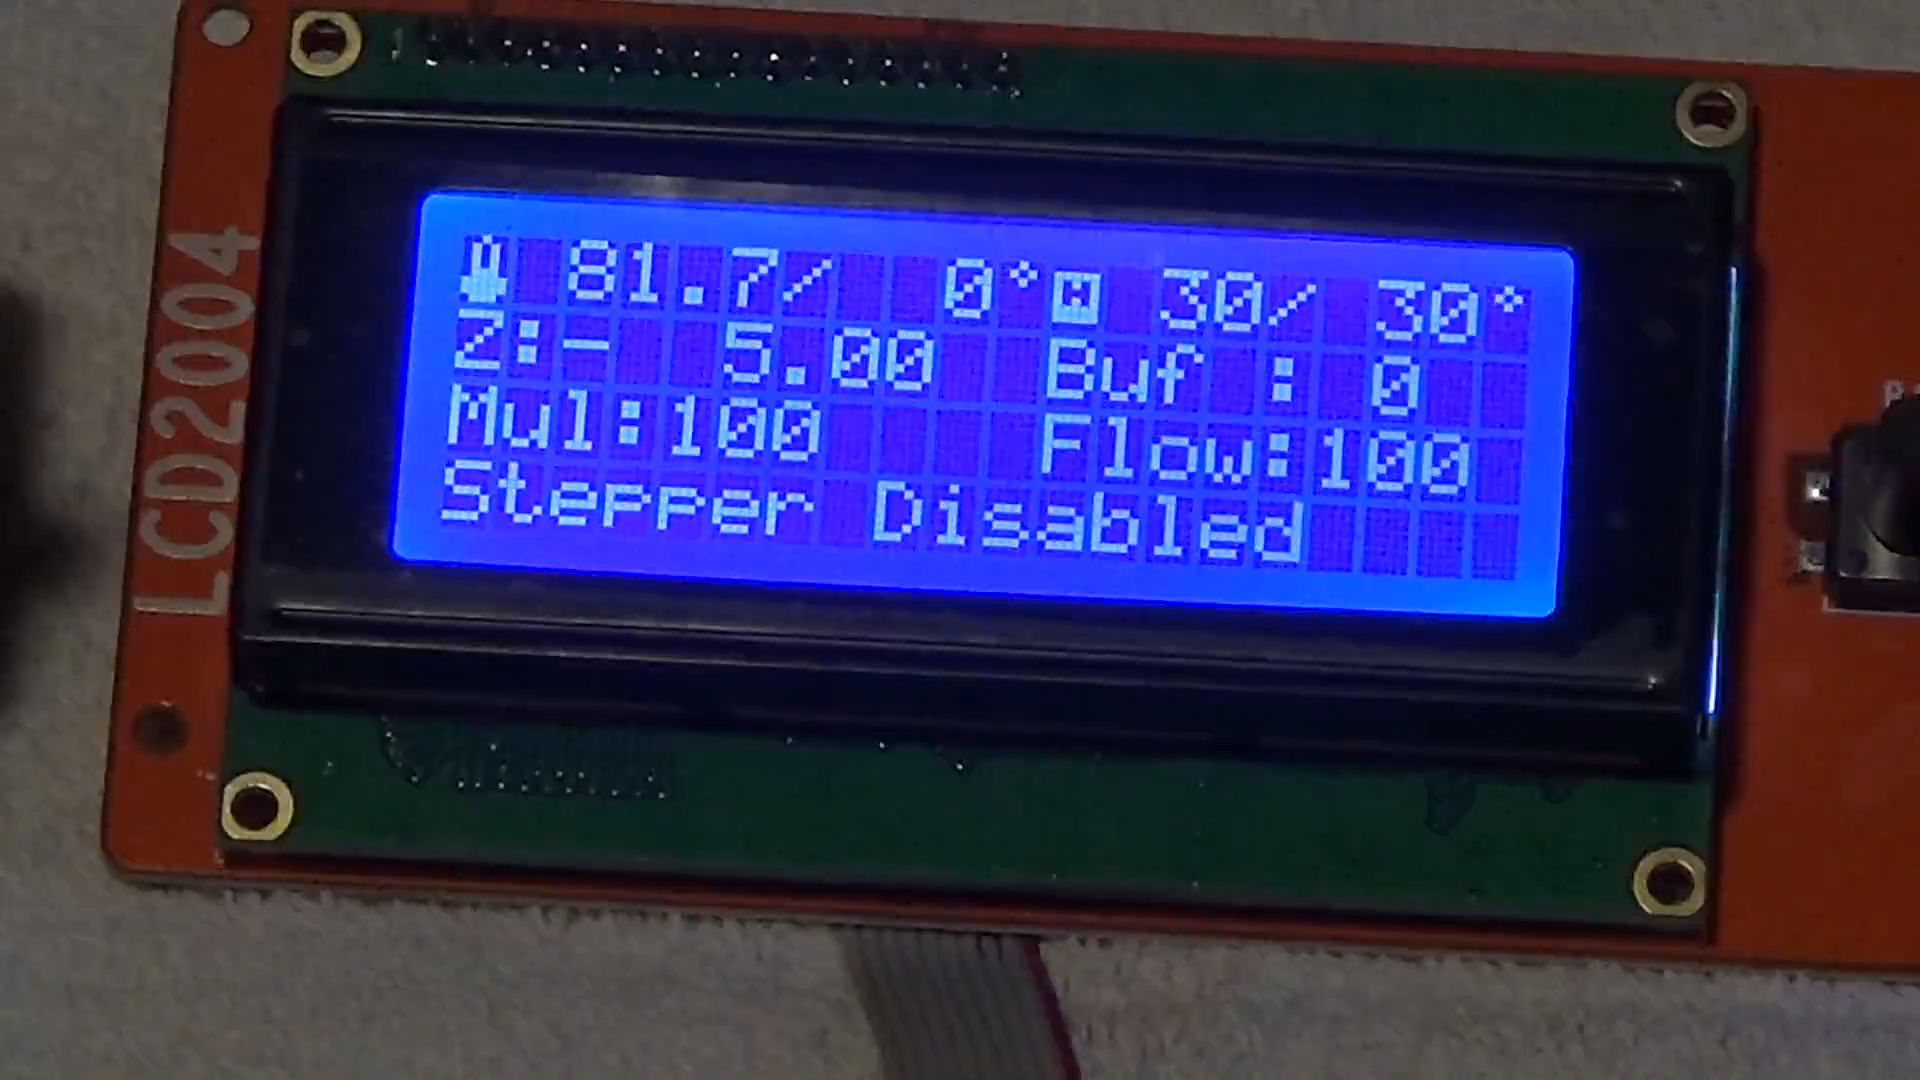 81.7/ 0° 30/ 30°
Z:- 5.00 Buf : 0
Mul:100 Flow:100
Stepper Disabled
LCD2004